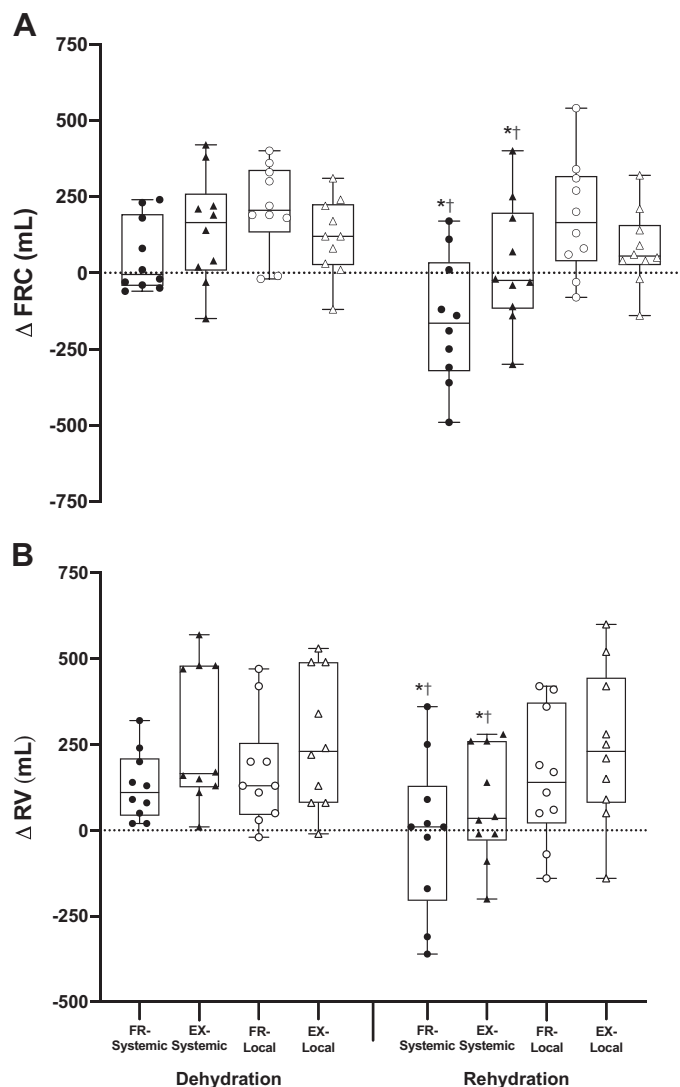 A
750
500
250
0
-250
-500
-750
Δ FRC (mL)
*†
*†
B
750
500
250
0
-250
-500
Δ RV (mL)
*†
*†
FR-
Systemic
EX-
Systemic
FR-
Local
EX-
Local
FR-
Systemic
EX-
Systemic
FR-
Local
EX-
Local
Dehydration
Rehydration